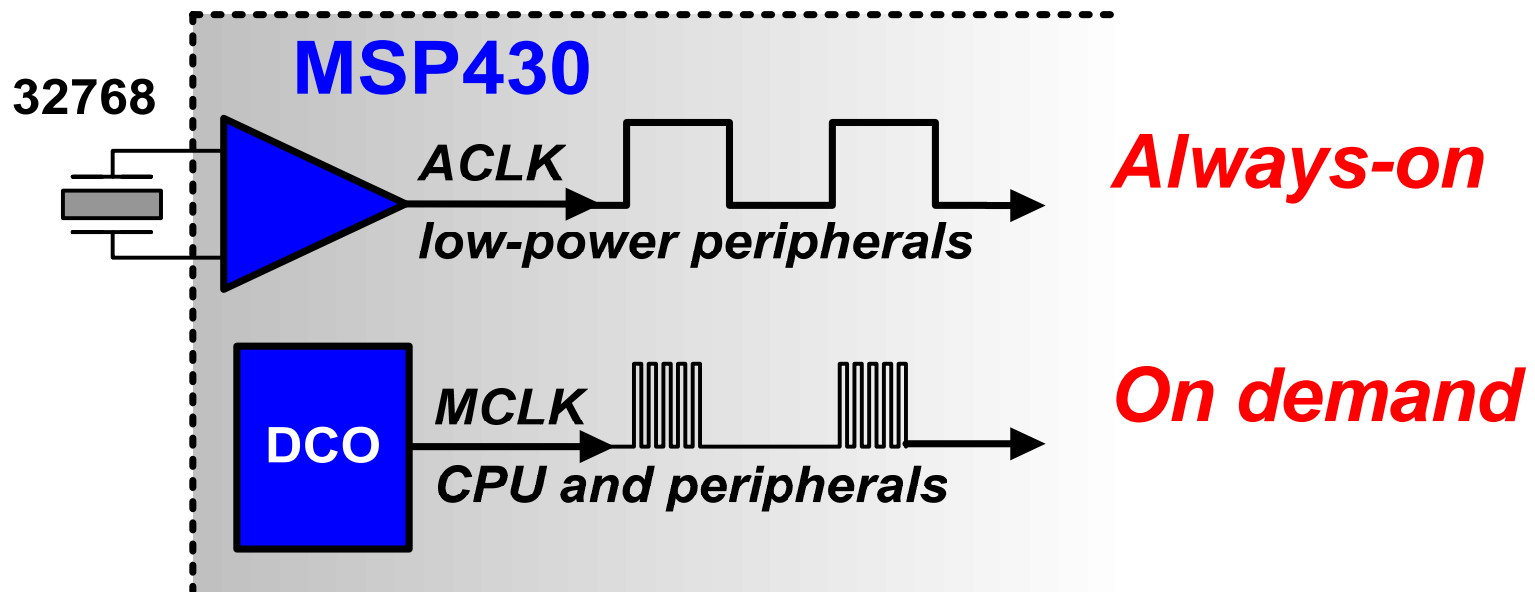 MSP430
32768
ACLK
Always-on
low-power peripherals
MCLK
On demand
DCO
CPU and peripherals